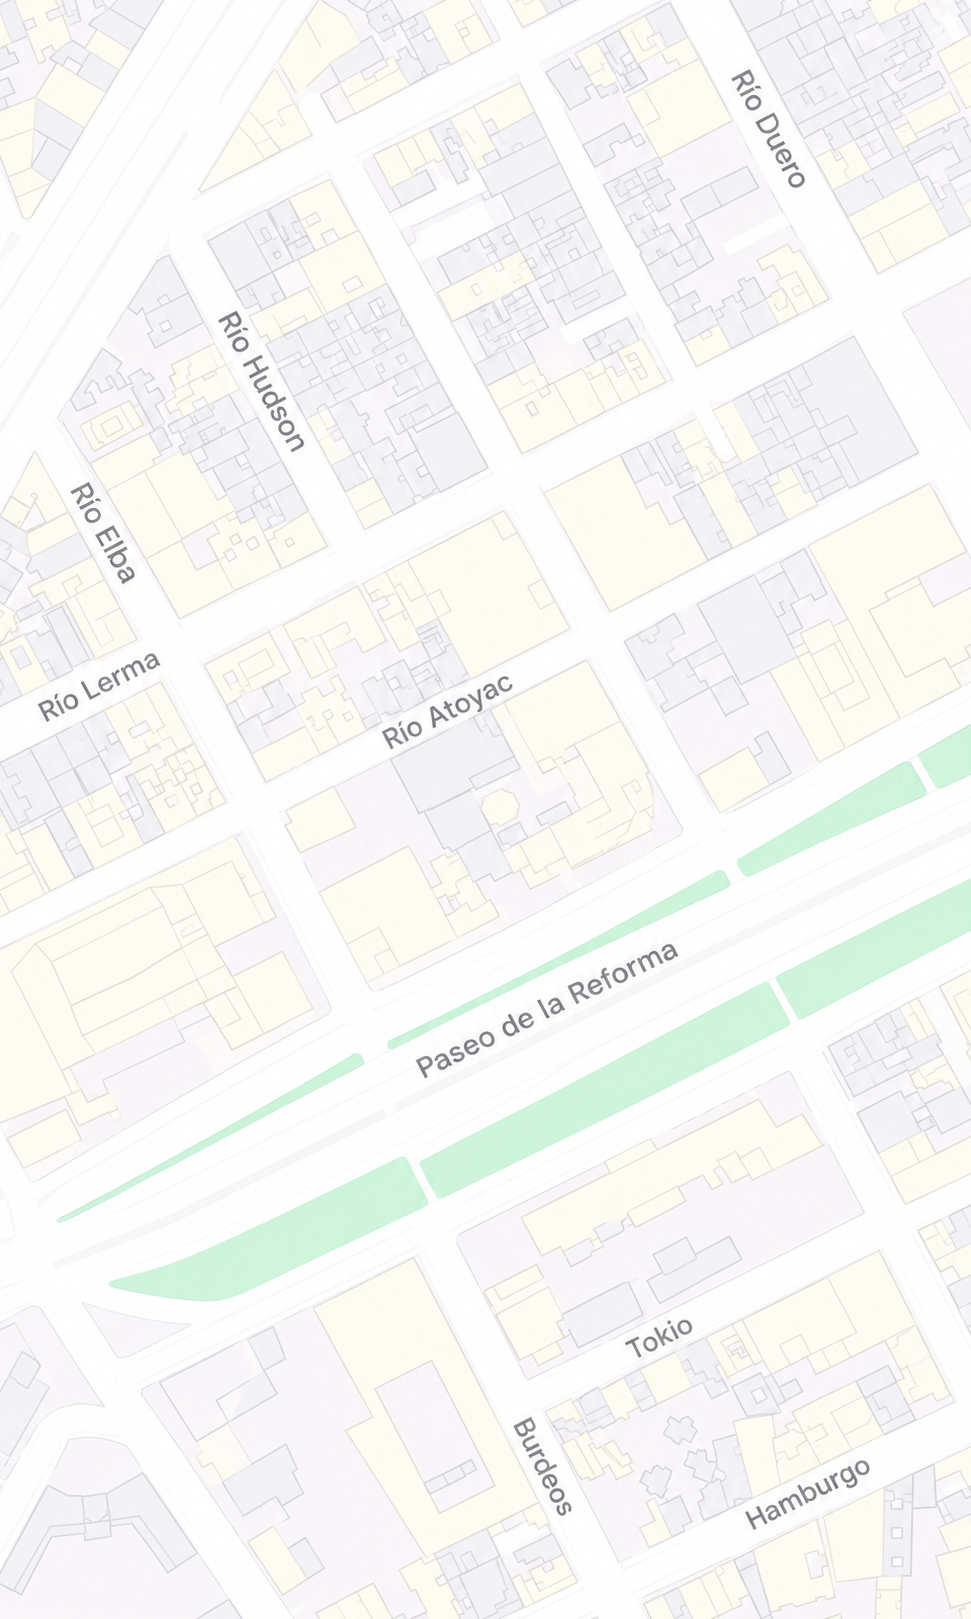 Río Duero
Río Hudson
Río Elba
Río Lerma
Río Atoyac
Paseo de la Reforma
Tokio
Burdeos
Hamburgo